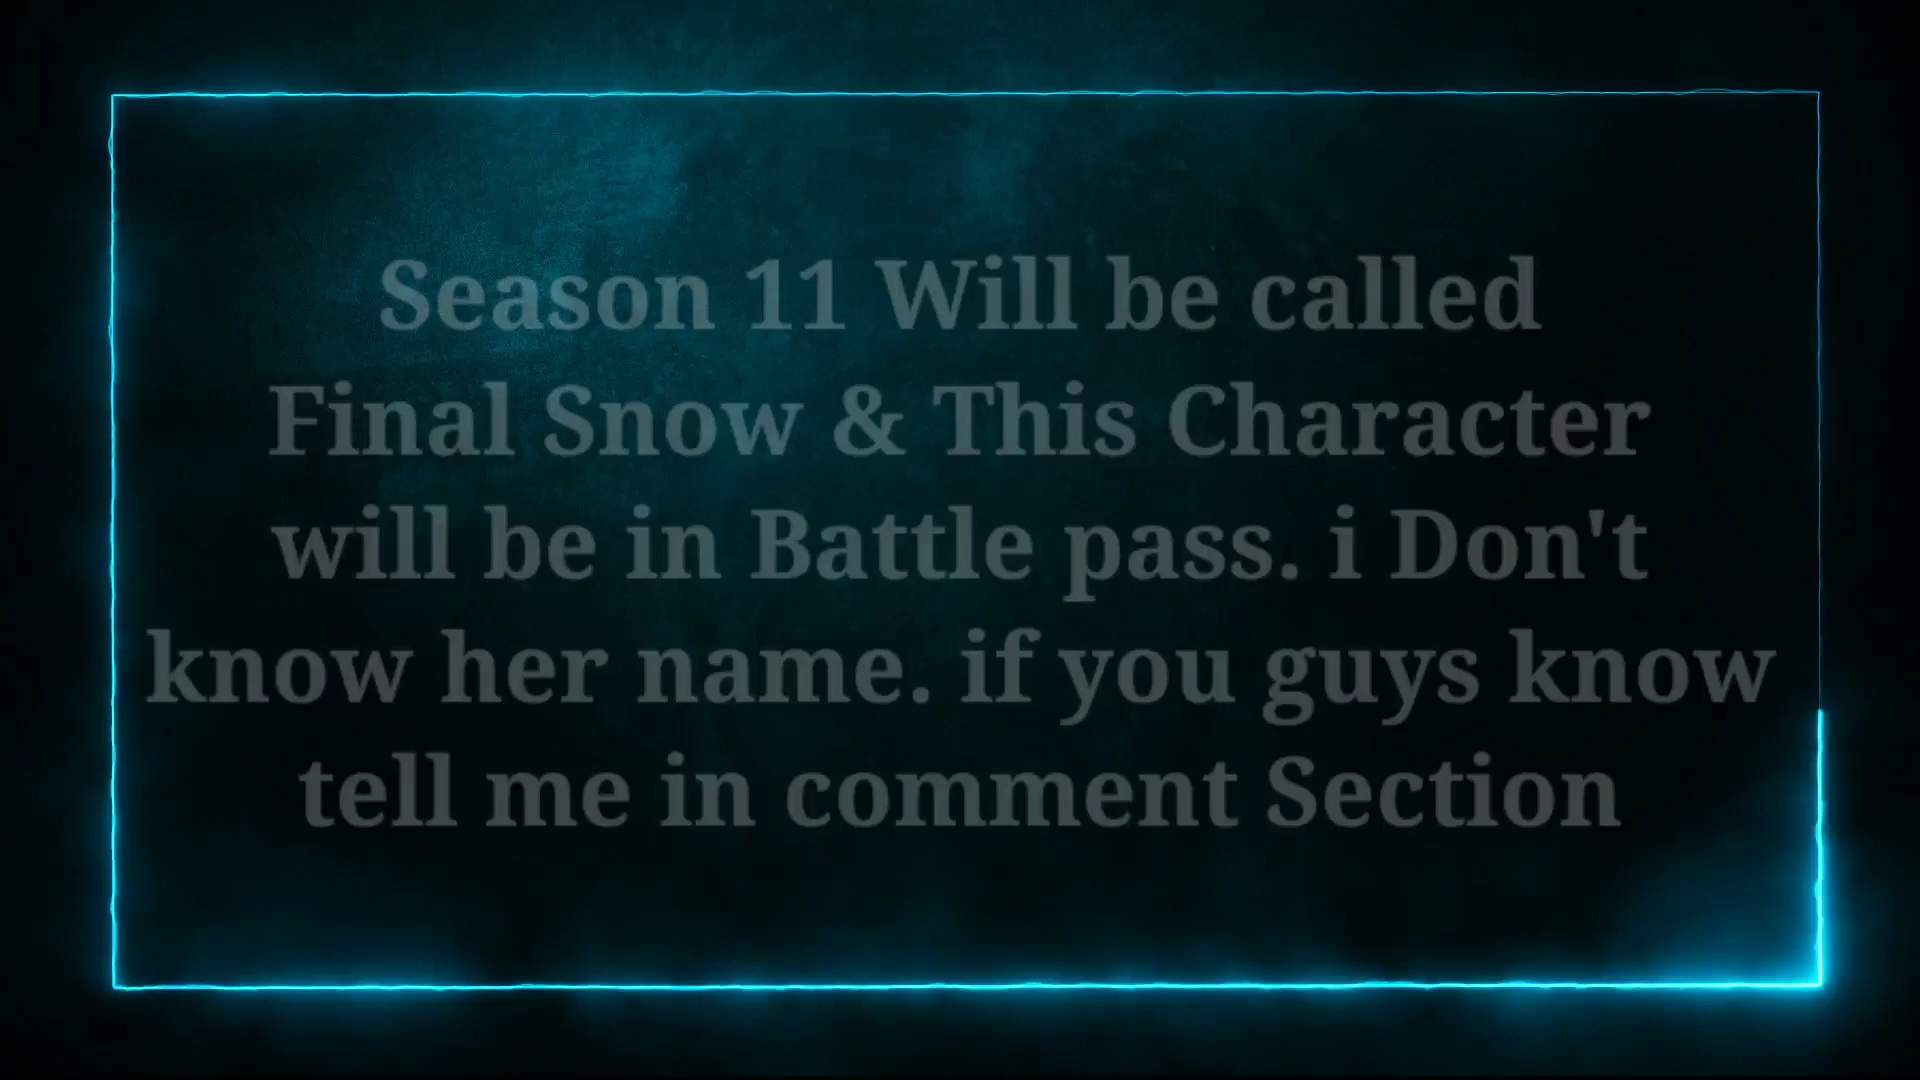 Season 11 Will be called
Final Snow & This Character
will be in Battle pass. i Don't
know her name. if you guys know
tell me in comment Section